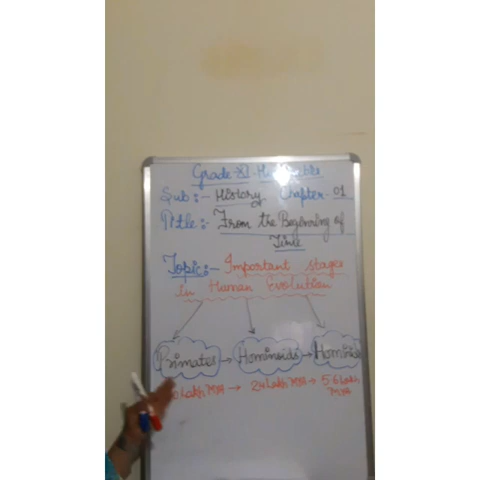 Grade-XI-
Sub:- History Chapter-01
Title:- From the Beginning of
Time
Topic:- Important stages
in Human Evolution
Primates → Hominoids →
Lakh MYA → 24 Lakh MYA → 5.6 Lakh
MYA